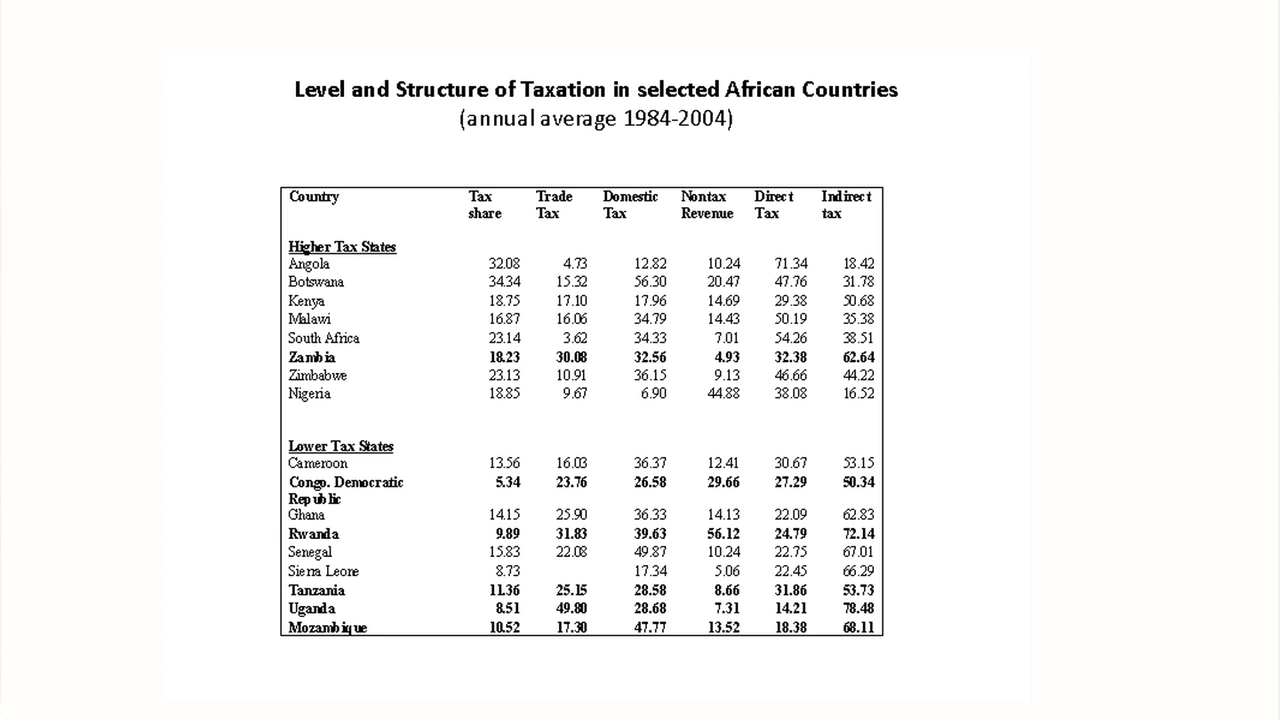 Level and Structure of Taxation in selected African Countries
(annual average 1984-2004)
Country Tax share Trade Tax Domestic Tax Nontax Revenue Direct Tax Indirect tax
Higher Tax States
Angola 32.08 4.73 12.82 10.24 71.34 18.42
Botswana 34.34 15.32 56.30 20.47 47.76 31.78
Kenya 18.75 17.10 17.96 14.69 29.38 50.68
Malawi 16.87 16.06 34.79 14.43 50.19 35.38
South Africa 23.14 3.62 34.33 7.01 54.26 38.51
Zambia 18.23 30.08 32.56 4.93 32.38 62.64
Zimbabwe 23.13 10.91 36.15 9.13 46.66 44.22
Nigeria 18.85 9.67 6.90 44.88 38.08 16.52
Lower Tax States
Cameroon 13.56 16.03 36.37 12.41 30.67 53.15
Congo. Democratic 5.34 23.76 26.58 29.66 27.29 50.34
Republic
Ghana 14.15 25.90 36.33 14.13 22.09 62.83
Rwanda 9.89 31.83 39.63 56.12 24.79 72.14
Senegal 15.83 22.08 49.87 10.24 22.75 67.01
Sierra Leone 8.73 17.34 5.06 22.45 66.29
Tanzania 11.36 25.15 28.58 8.66 31.86 53.73
Uganda 8.51 49.80 28.68 7.31 14.21 78.48
Mozambique 10.52 17.30 47.77 13.52 18.38 68.11